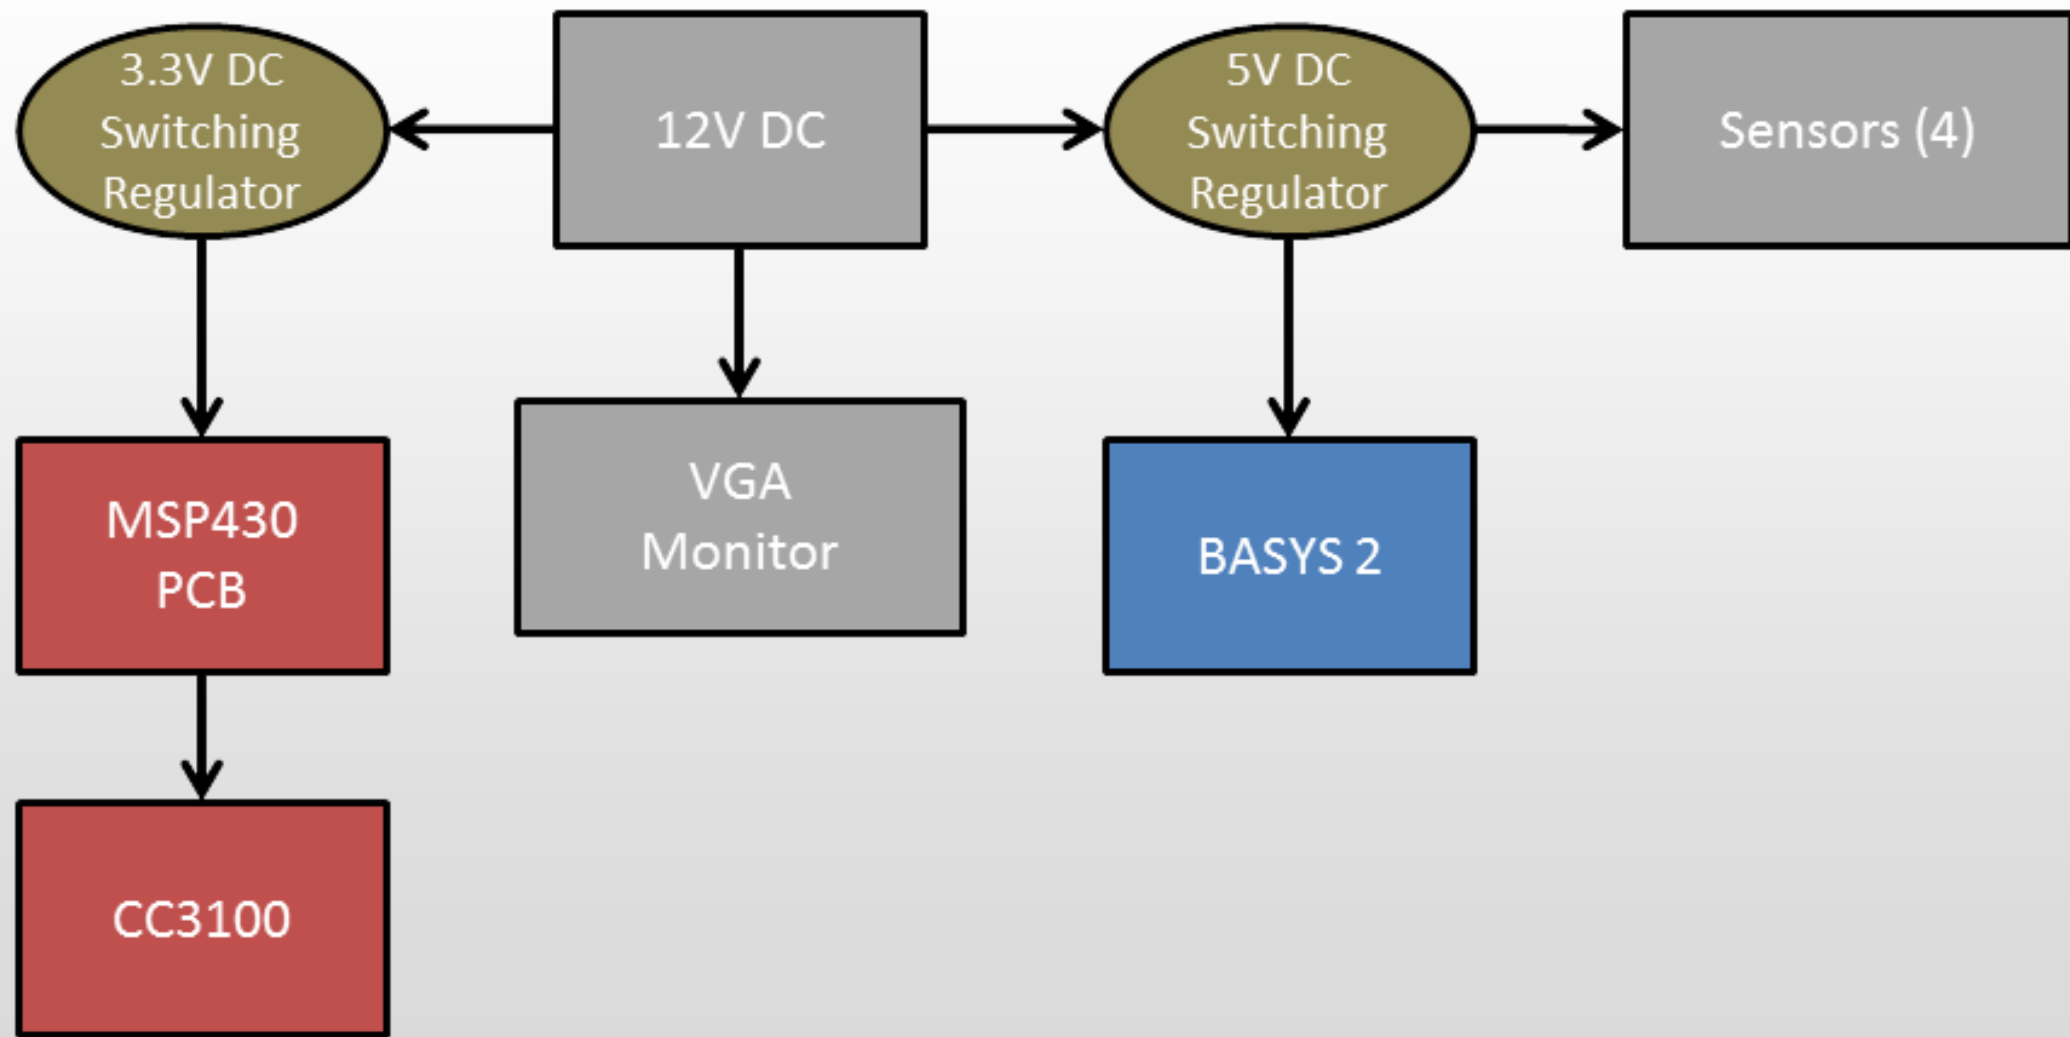 3.3V DC
Switching
Regulator
12V DC
5V DC
Switching
Regulator
Sensors (4)
MSP430
PCB
VGA
Monitor
BASYS 2
CC3100